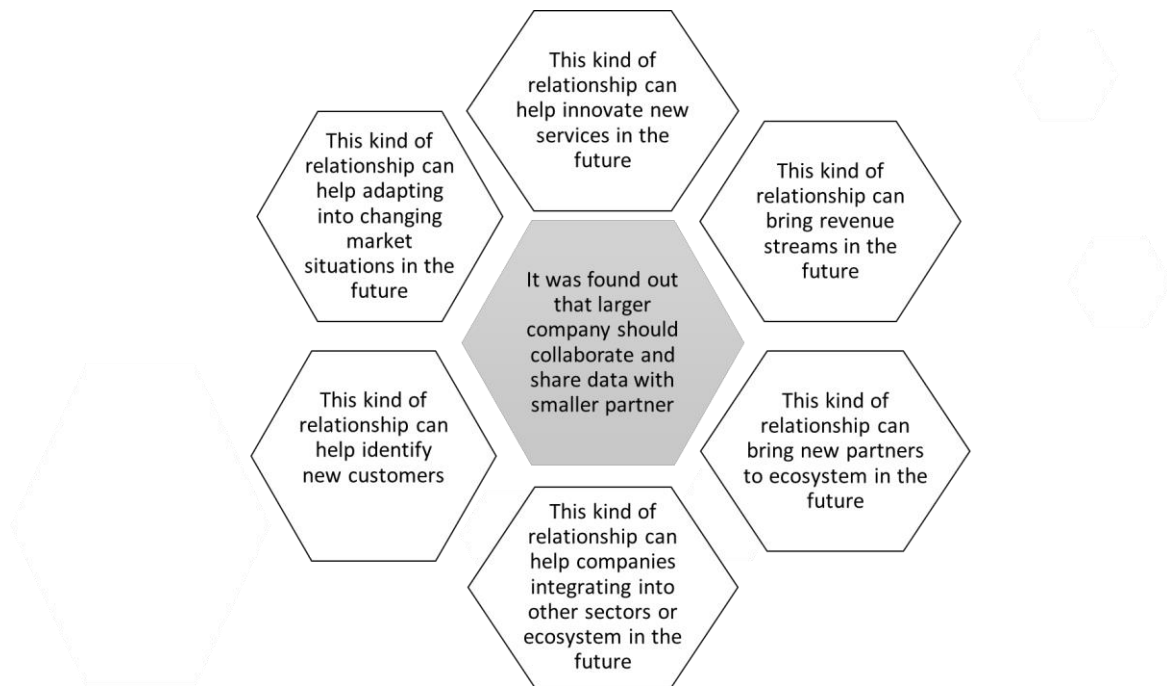 This kind of
relationship can
help innovate new
services in the
future
This kind of
relationship can
bring revenue
streams in the
future
This kind of
relationship can
bring new partners
to ecosystem in the
future
This kind of
relationship can
help companies
integrating into
other sectors or
ecosystem in the
future
This kind of
relationship can
help identify
new customers
This kind of
relationship can
help adapting
into changing
market
situations in the
future
It was found out
that larger
company should
collaborate and
share data with
smaller partner